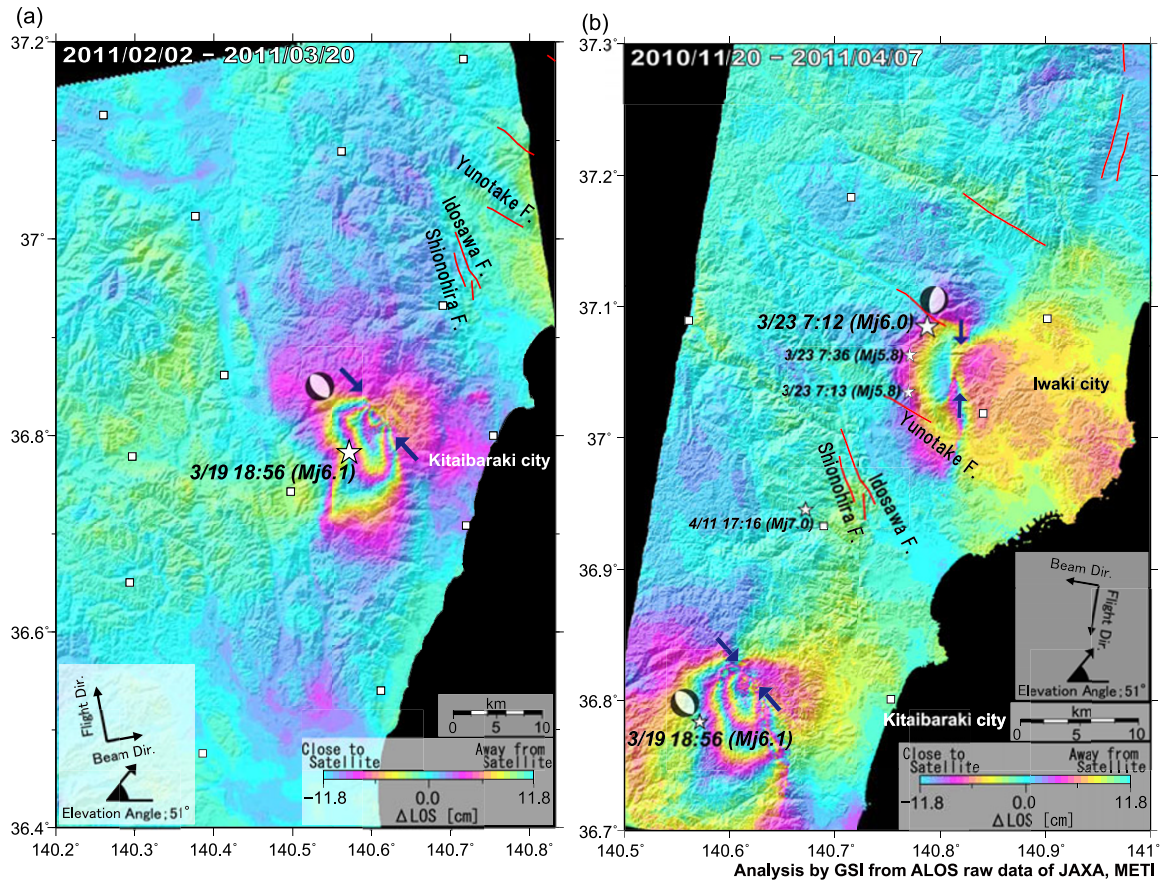 (a)
2011/02/02 – 2011/03/20
37.2°
37°
36.8°
36.6°
36.4°
140.2°
140.3°
140.4°
140.5°
140.6°
140.7°
140.8°
Yunotake F.
Idosawa F.
Shionohira F.
3/19 18:56 (Mj6.1)
Kitaibaraki city
Flight Dir.
Beam Dir.
Elevation Angle;51°
km
0 5 10
Close to Satellite
Away from Satellite
−11.8 0.0 11.8
ΔLOS [cm]
(b)
2010/11/20 – 2011/04/07
37.3°
37.2°
37.1°
37°
36.9°
36.8°
36.7°
140.5°
140.6°
140.7°
140.8°
140.9°
141°
3/23 7:12 (Mj6.0)
3/23 7:36 (Mj5.8)
3/23 7:13 (Mj5.8)
Iwaki city
Yunotake F.
Shionohira F.
Idosawa F.
4/11 17:16 (Mj7.0)
Beam Dir.
Flight Dir.
Elevation Angle;51°
Kitaibaraki city
3/19 18:56 (Mj6.1)
km
0 5 10
Close to Satellite
Away from Satellite
−11.8 0.0 11.8
ΔLOS [cm]
Analysis by GSI from ALOS raw data of JAXA, METI